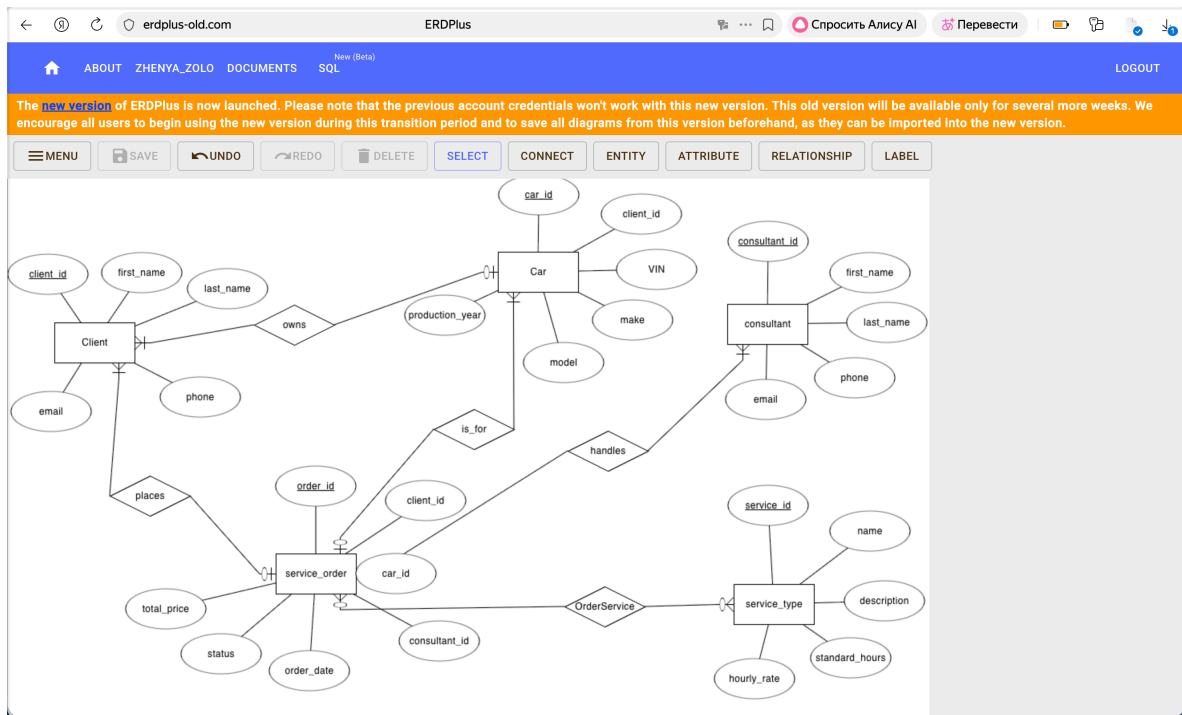 erdplus-old.com
ERDPlus
Спросить Алису AI
Перевести
1
ABOUT
ZHENYA_ZOLO
DOCUMENTS
SQL
New (Beta)
LOGOUT
The new version of ERDPlus is now launched. Please note that the previous account credentials won't work with this new version. This old version will be available only for several more weeks. We
encourage all users to begin using the new version during this transition period and to save all diagrams from this version beforehand, as they can be imported into the new version.
MENU
SAVE
UNDO
REDO
DELETE
SELECT
CONNECT
ENTITY
ATTRIBUTE
RELATIONSHIP
LABEL
car_id
client_id
consultant_id
client_id
first_name
last_name
Car
VIN
first_name
production_year
make
owns
Client
consultant
last_name
model
phone
email
phone
email
is_for
handles
places
order_id
client_id
service_id
name
service_order
car_id
total_price
OrderService
service_type
description
status
consultant_id
order_date
standard_hours
hourly_rate